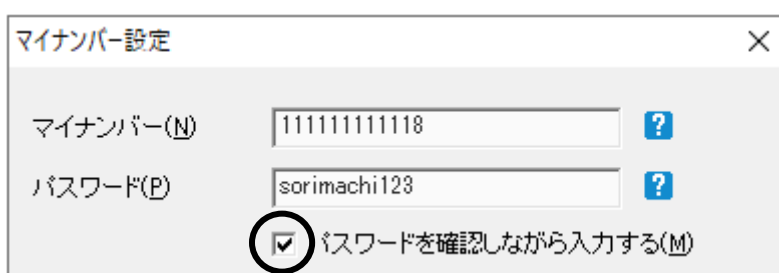 マイナンバー設定
マイナンバー(N) 111111111118 ?
パスワード(P) sorimachi123 ?
パスワードを確認しながら入力する(M)